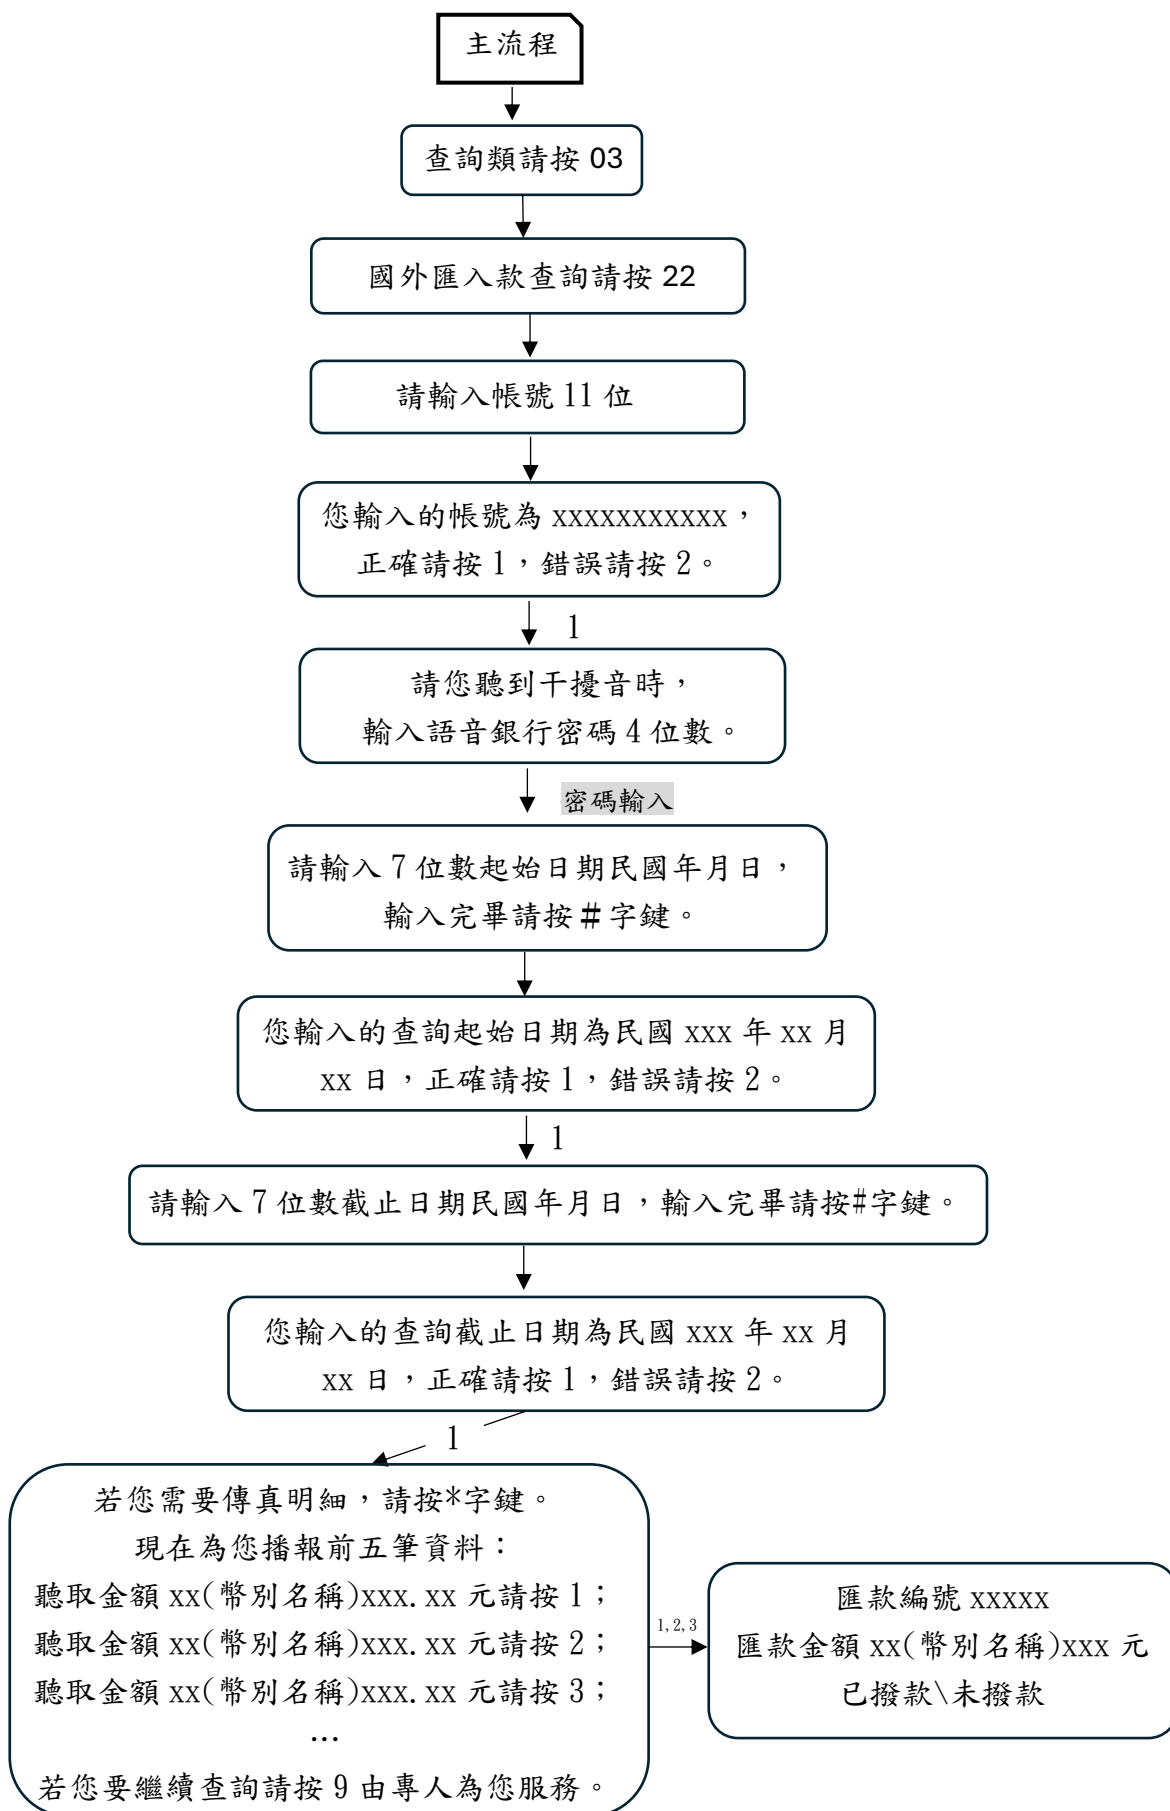 主流程
查詢類請按 03
國外匯入款查詢請按 22
請輸入帳號 11 位
您輸入的帳號為 xxxxxxxxxxx，
正確請按 1，錯誤請按 2。
1
請您聽到干擾音時，
輸入語音銀行密碼 4 位數。
密碼輸入
請輸入 7 位數起始日期民國年月日，
輸入完畢請按 # 字鍵。
您輸入的查詢起始日期為民國 xxx 年 xx 月
xx 日，正確請按 1，錯誤請按 2。
1
請輸入 7 位數截止日期民國年月日，輸入完畢請按#字鍵。
您輸入的查詢截止日期為民國 xxx 年 xx 月
xx 日，正確請按 1，錯誤請按 2。
1
若您需要傳真明細，請按*字鍵。
現在為您播報前五筆資料：
聽取金額 xx(幣別名稱)xxx.xx 元請按 1；
聽取金額 xx(幣別名稱)xxx.xx 元請按 2；
聽取金額 xx(幣別名稱)xxx.xx 元請按 3；
…
若您要繼續查詢請按 9 由專人為您服務。
1,2,3
匯款編號 xxxxx
匯款金額 xx(幣別名稱)xxx 元
已撥款\未撥款